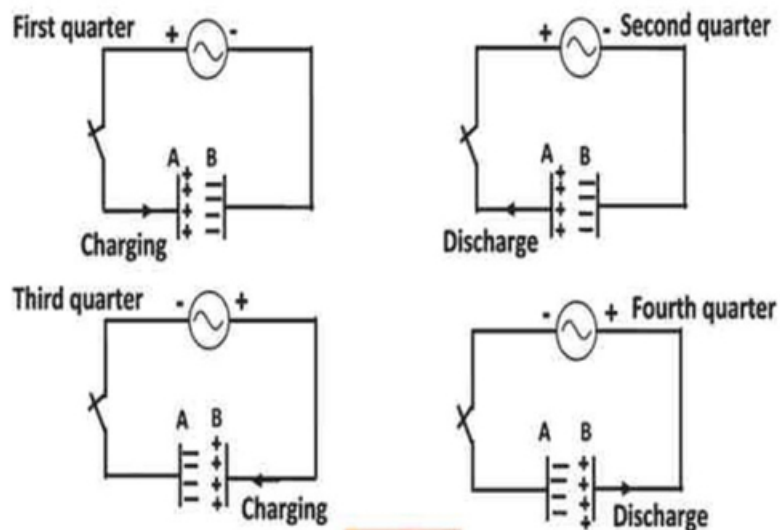 First quarter + -
A B
Charging
+ - Second quarter
A B
Discharge
Third quarter - +
A B
Charging
- + Fourth quarter
A B
Discharge